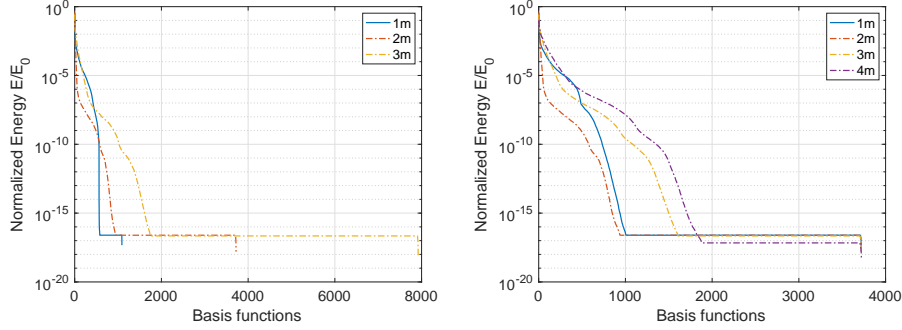 10^0
10^-5
10^-10
10^-15
10^-20
Normalized Energy E/E_0
0 2000 4000 6000 8000
Basis functions
1m
2m
3m
10^0
10^-5
10^-10
10^-15
10^-20
Normalized Energy E/E_0
0 1000 2000 3000 4000
Basis functions
1m
2m
3m
4m